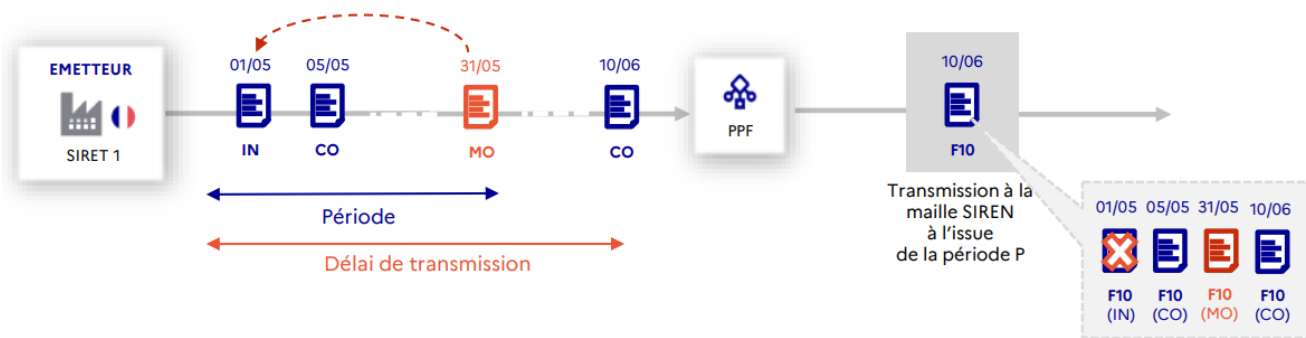 EMETTEUR
SIRET 1
01/05
05/05
31/05
10/06
IN
CO
MO
CO
Période
Délai de transmission
PPF
10/06
F10
Transmission à la
maille SIREN
à l'issue
de la période P
01/05 05/05 31/05 10/06
F10 F10 F10 F10
(IN) (CO) (MO) (CO)